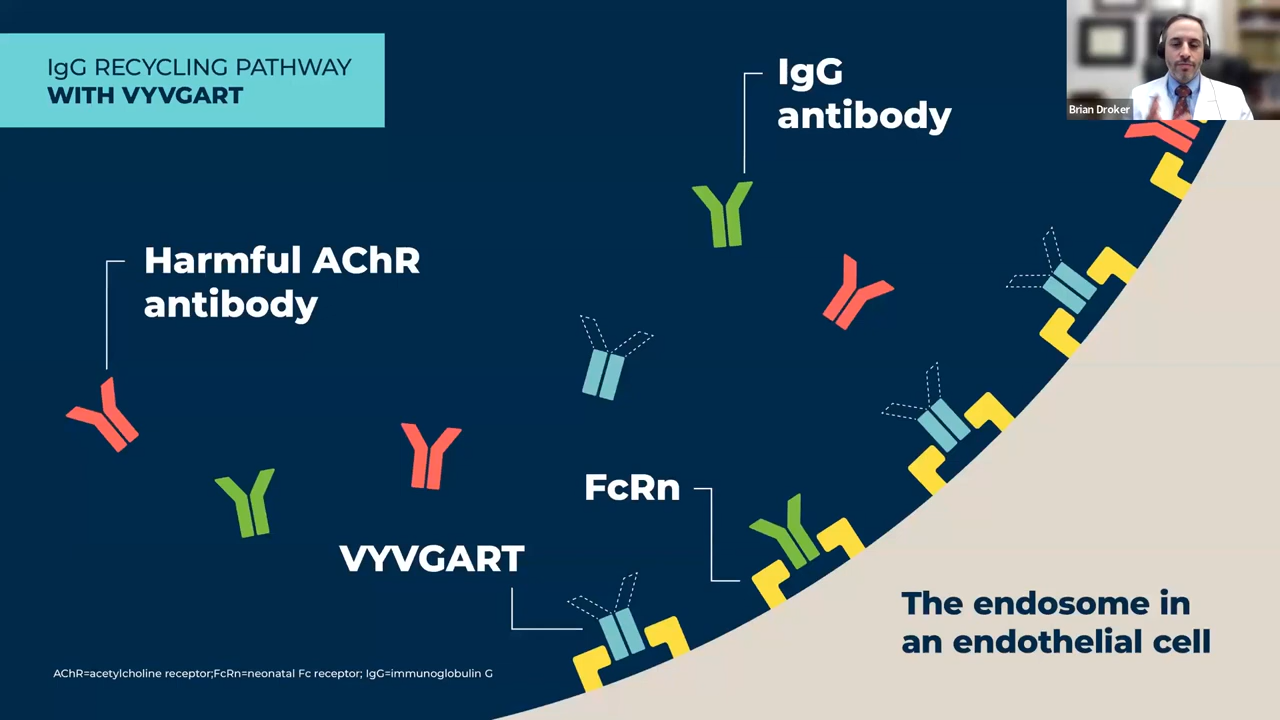 IgG RECYCLING PATHWAY
WITH VYVGART
IgG
antibody
Brian Droker
Harmful AChR
antibody
FcRn
VYVGART
The endosome in
an endothelial cell
AChR=acetylcholine receptor;FcRn=neonatal Fc receptor; IgG=immunoglobulin G